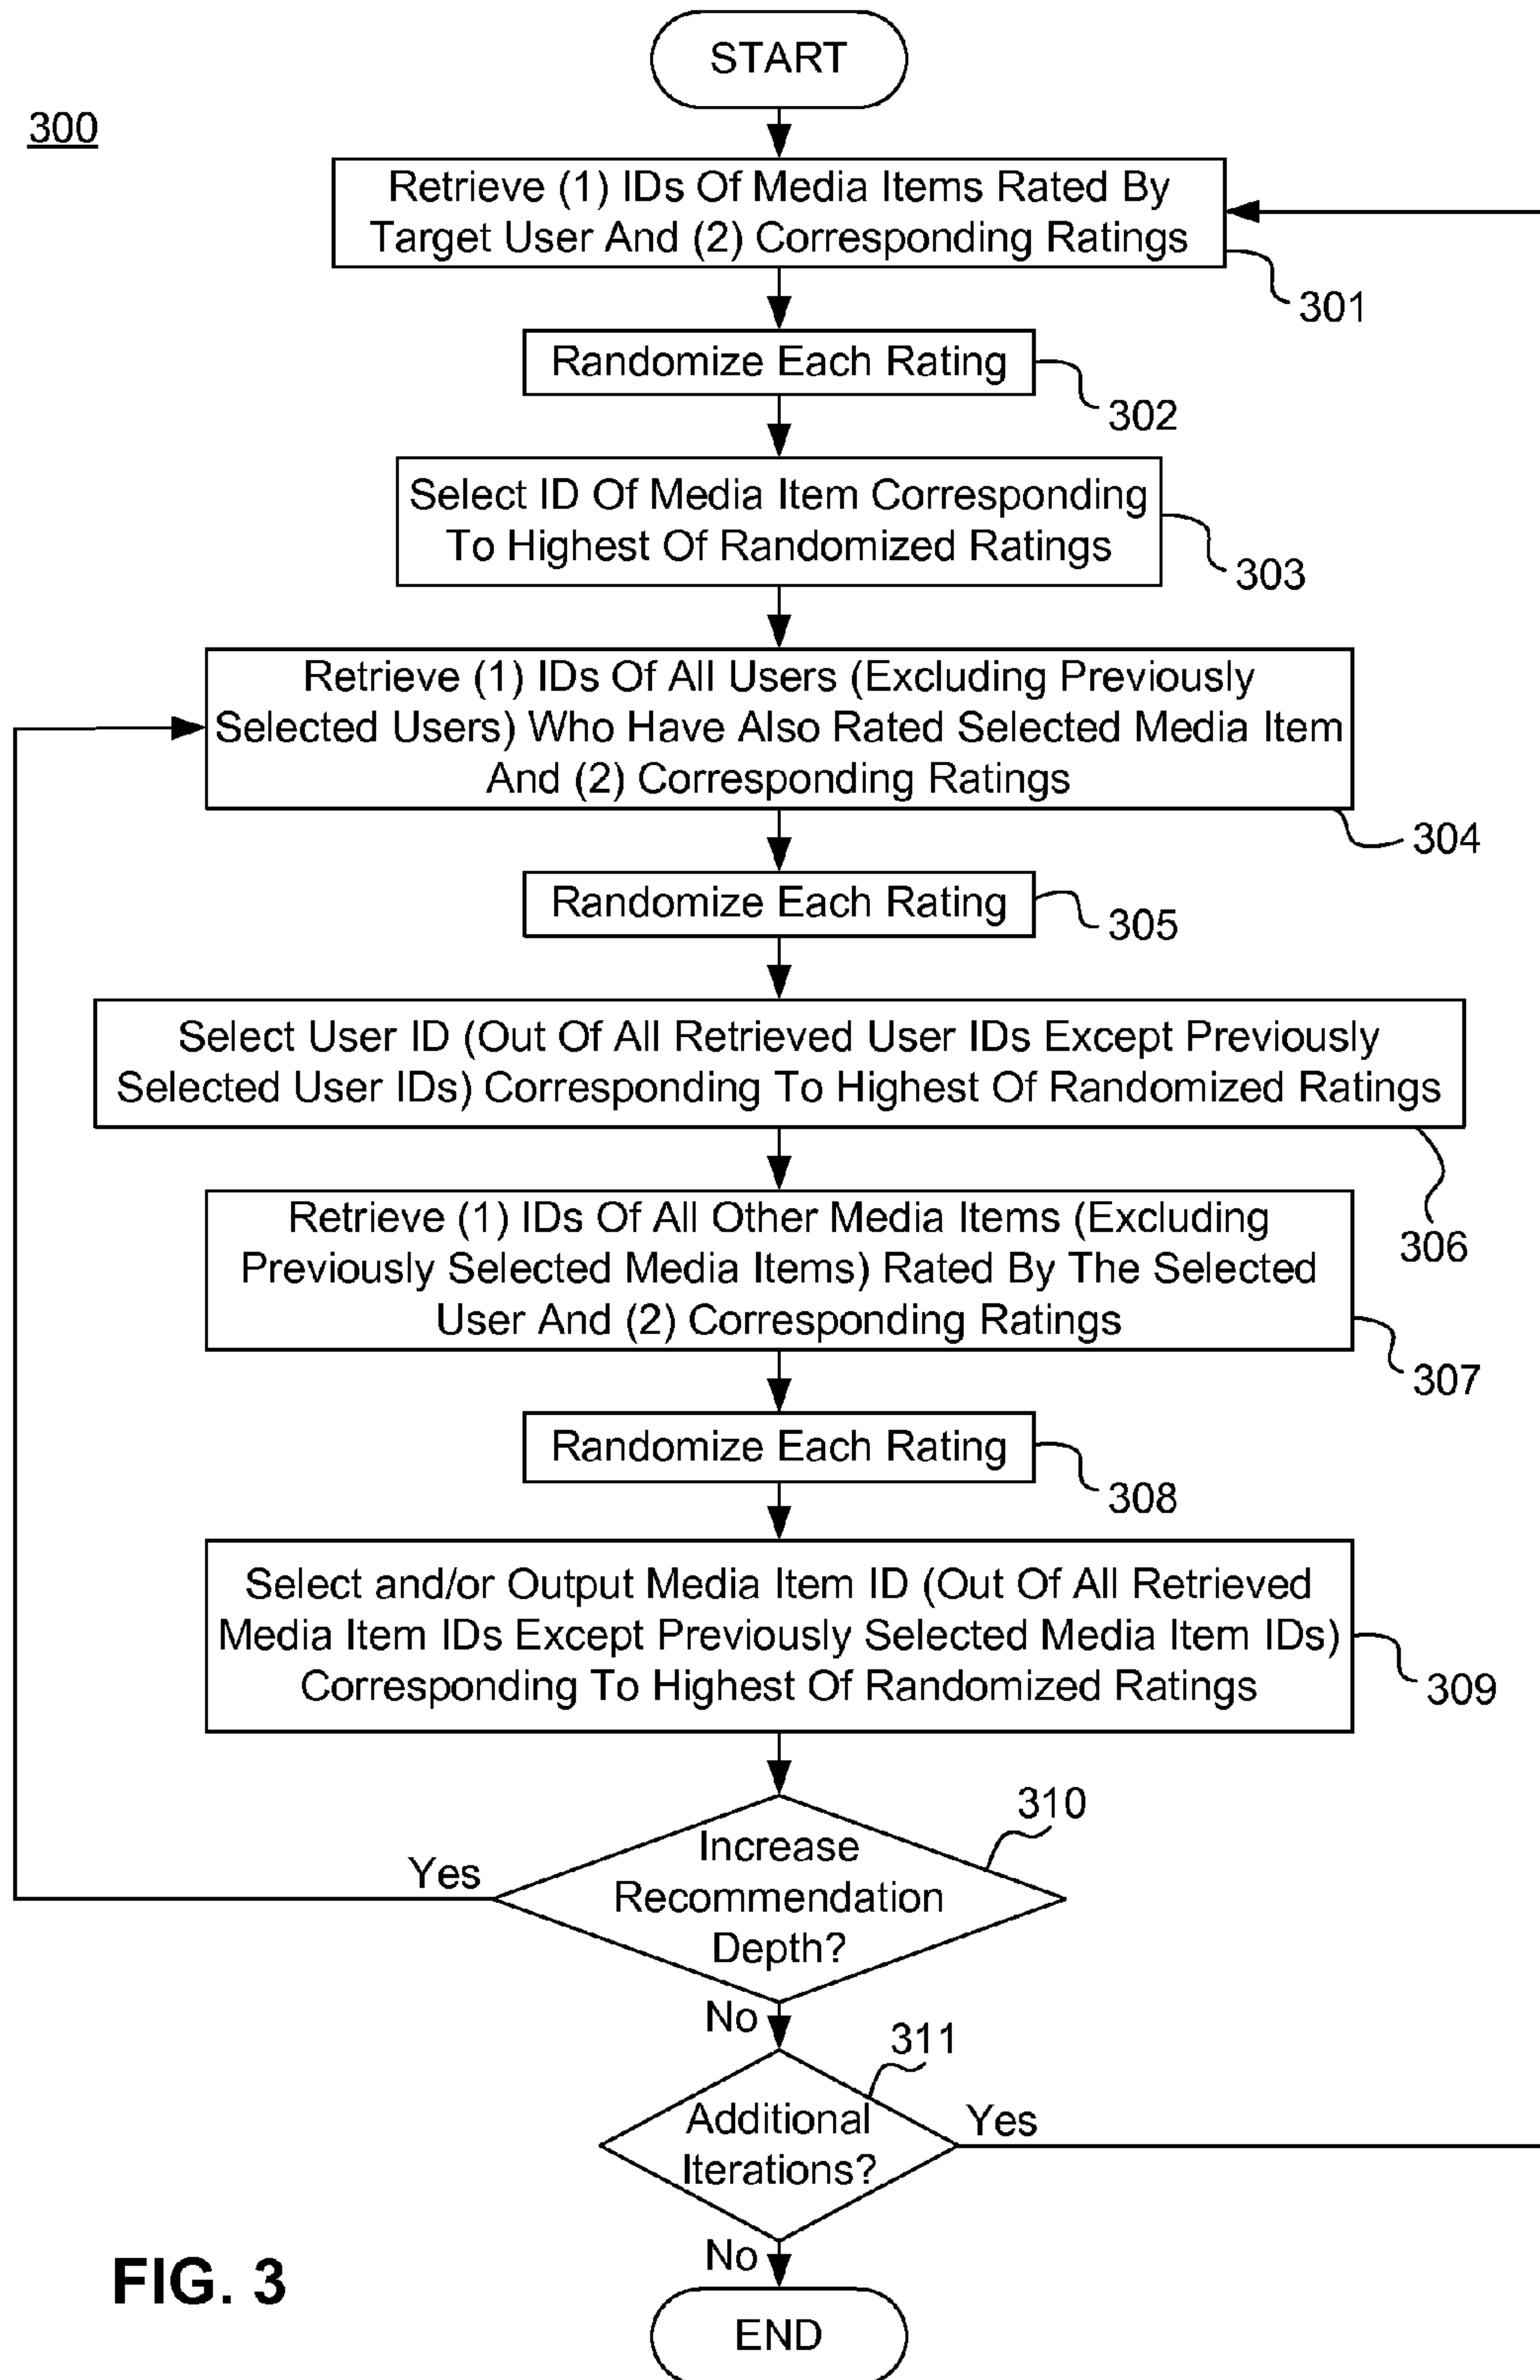 START
300
Retrieve (1) IDs Of Media Items Rated By
Target User And (2) Corresponding Ratings
301
Randomize Each Rating
302
Select ID Of Media Item Corresponding
To Highest Of Randomized Ratings
303
Retrieve (1) IDs Of All Users (Excluding Previously
Selected Users) Who Have Also Rated Selected Media Item
And (2) Corresponding Ratings
304
Randomize Each Rating
305
Select User ID (Out Of All Retrieved User IDs Except Previously
Selected User IDs) Corresponding To Highest Of Randomized Ratings
306
Retrieve (1) IDs Of All Other Media Items (Excluding
Previously Selected Media Items) Rated By The Selected
User And (2) Corresponding Ratings
307
Randomize Each Rating
308
Select and/or Output Media Item ID (Out Of All Retrieved
Media Item IDs Except Previously Selected Media Item IDs)
Corresponding To Highest Of Randomized Ratings
309
310
Increase
Recommendation
Depth?
Yes
No
311
Additional
Iterations?
Yes
No
FIG. 3
END